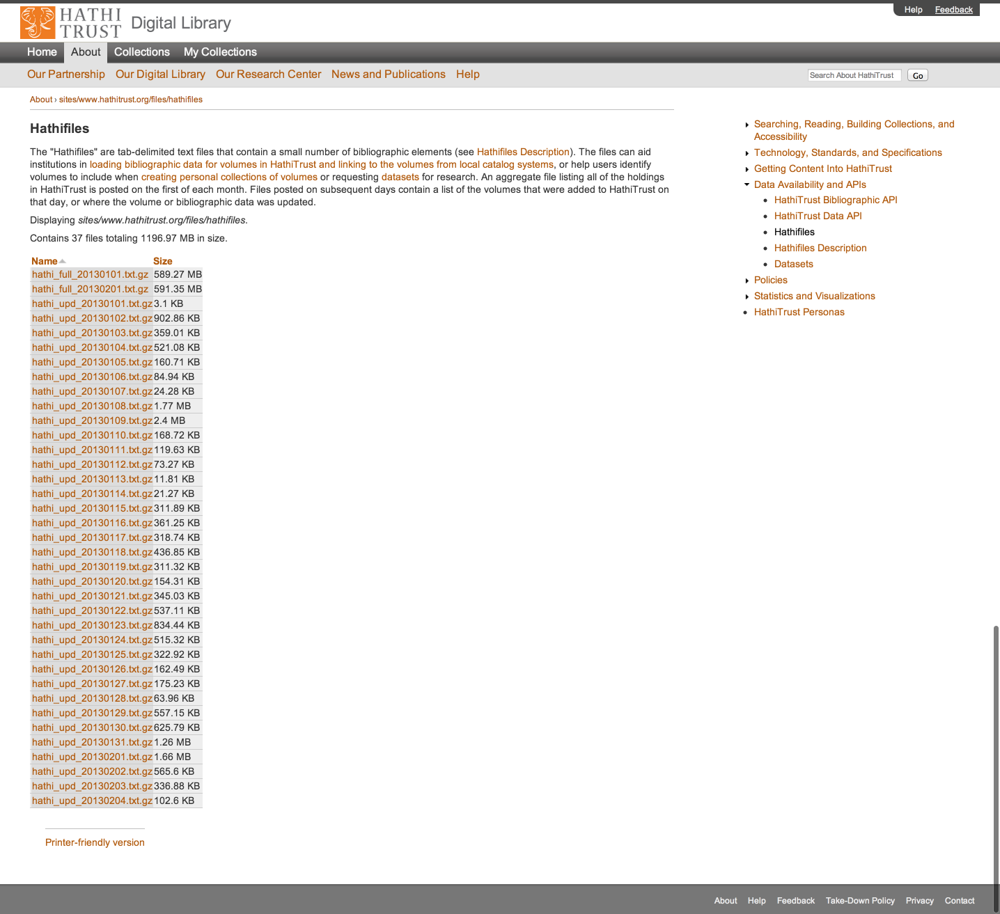 Help Feedback
HATHI
TRUST
Digital Library
Home About Collections My Collections
Our Partnership Our Digital Library Our Research Center News and Publications Help
Search About HathiTrust Go
About › sites/www.hathitrust.org/files/hathifiles
Hathifiles
The "Hathifiles" are tab-delimited text files that contain a small number of bibliographic elements (see Hathifiles Description). The files can aid
institutions in loading bibliographic data for volumes in HathiTrust and linking to the volumes from local catalog systems, or help users identify
volumes to include when creating personal collections of volumes or requesting datasets for research. An aggregate file listing all of the holdings
in HathiTrust is posted on the first of each month. Files posted on subsequent days contain a list of the volumes that were added to HathiTrust on
that day, or where the volume or bibliographic data was updated.
Displaying sites/www.hathitrust.org/files/hathifiles.
Contains 37 files totaling 1196.97 MB in size.
Name Size
hathi_full_20130101.txt.gz 589.27 MB
hathi_full_20130201.txt.gz 591.35 MB
hathi_upd_20130101.txt.gz 3.1 KB
hathi_upd_20130102.txt.gz 902.86 KB
hathi_upd_20130103.txt.gz 359.01 KB
hathi_upd_20130104.txt.gz 521.08 KB
hathi_upd_20130105.txt.gz 160.71 KB
hathi_upd_20130106.txt.gz 84.94 KB
hathi_upd_20130107.txt.gz 24.28 KB
hathi_upd_20130108.txt.gz 1.77 MB
hathi_upd_20130109.txt.gz 2.4 MB
hathi_upd_20130110.txt.gz 168.72 KB
hathi_upd_20130111.txt.gz 119.63 KB
hathi_upd_20130112.txt.gz 73.27 KB
hathi_upd_20130113.txt.gz 11.81 KB
hathi_upd_20130114.txt.gz 21.27 KB
hathi_upd_20130115.txt.gz 311.89 KB
hathi_upd_20130116.txt.gz 361.25 KB
hathi_upd_20130117.txt.gz 318.74 KB
hathi_upd_20130118.txt.gz 436.85 KB
hathi_upd_20130119.txt.gz 311.32 KB
hathi_upd_20130120.txt.gz 154.31 KB
hathi_upd_20130121.txt.gz 345.03 KB
hathi_upd_20130122.txt.gz 537.11 KB
hathi_upd_20130123.txt.gz 834.44 KB
hathi_upd_20130124.txt.gz 515.32 KB
hathi_upd_20130125.txt.gz 322.92 KB
hathi_upd_20130126.txt.gz 162.49 KB
hathi_upd_20130127.txt.gz 175.23 KB
hathi_upd_20130128.txt.gz 63.96 KB
hathi_upd_20130129.txt.gz 557.15 KB
hathi_upd_20130130.txt.gz 625.79 KB
hathi_upd_20130131.txt.gz 1.26 MB
hathi_upd_20130201.txt.gz 1.66 MB
hathi_upd_20130202.txt.gz 565.6 KB
hathi_upd_20130203.txt.gz 336.88 KB
hathi_upd_20130204.txt.gz 102.6 KB
Printer-friendly version
Searching, Reading, Building Collections, and
Accessibility
Technology, Standards, and Specifications
Getting Content Into HathiTrust
Data Availability and APIs
HathiTrust Bibliographic API
HathiTrust Data API
Hathifiles
Hathifiles Description
Datasets
Policies
Statistics and Visualizations
HathiTrust Personas
About Help Feedback Take-Down Policy Privacy Contact